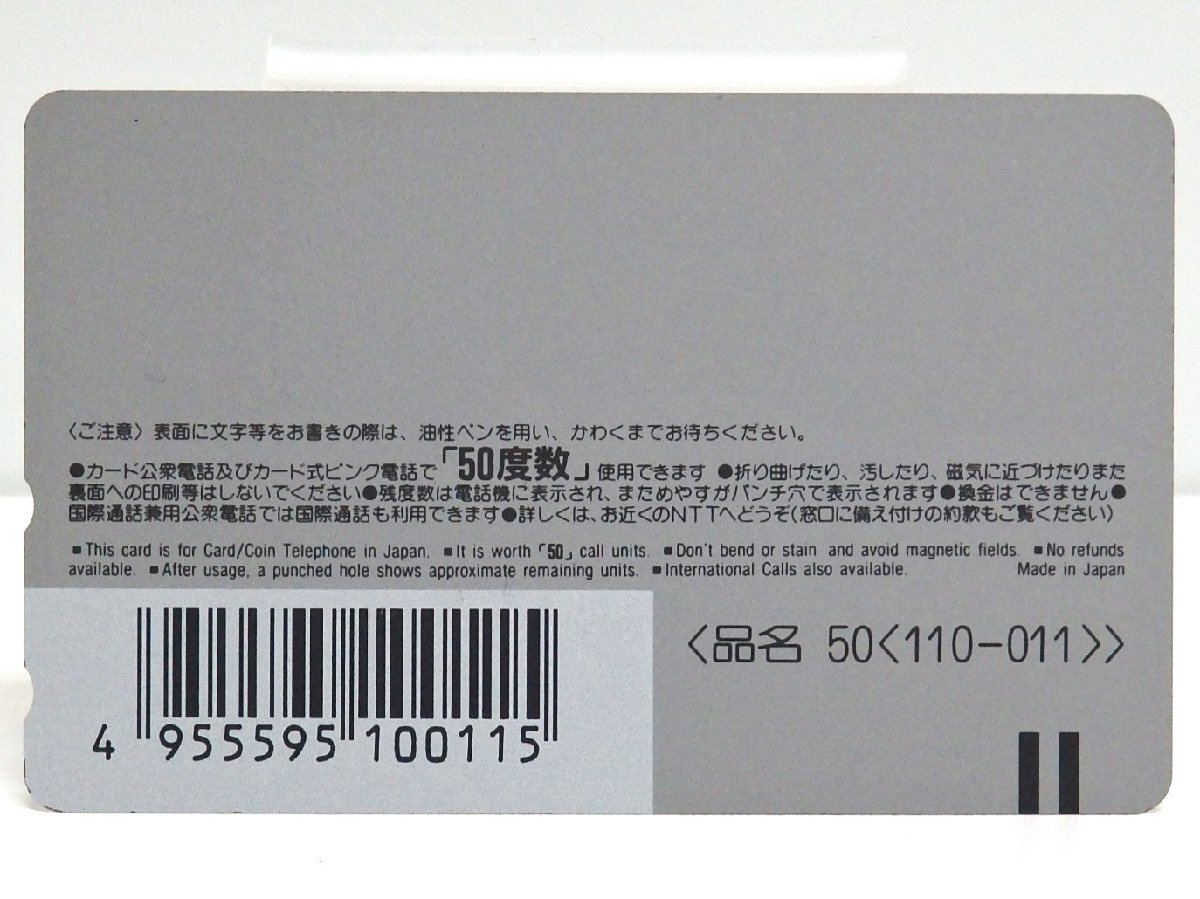 〈ご注意〉表面に文字等をお書きの際は、油性ペンを用い、かわくまでお待ちください。
●カード公衆電話及びカード式ピンク電話で「50度数」使用できます ●折り曲げたり、汚したり、磁気に近づけたりまた
裏面への印刷等はしないでください●残度数は電話機に表示され、まためやすがパンチ穴で表示されます●換金はできません●
国際通話兼用公衆電話では国際通話も利用できます●詳しくは、お近くのNTTへどうぞ(窓口に備え付けの約款もご覧ください)
■This card is for Card/Coin Telephone in Japan. ■It is worth「50」call units. ■Don't bend or stain and avoid magnetic fields. ■No refunds
available. ■After usage, a punched hole shows approximate remaining units. ■International Calls also available. Made in Japan
〈品名 50〈110-011〉〉
4 955595 100115